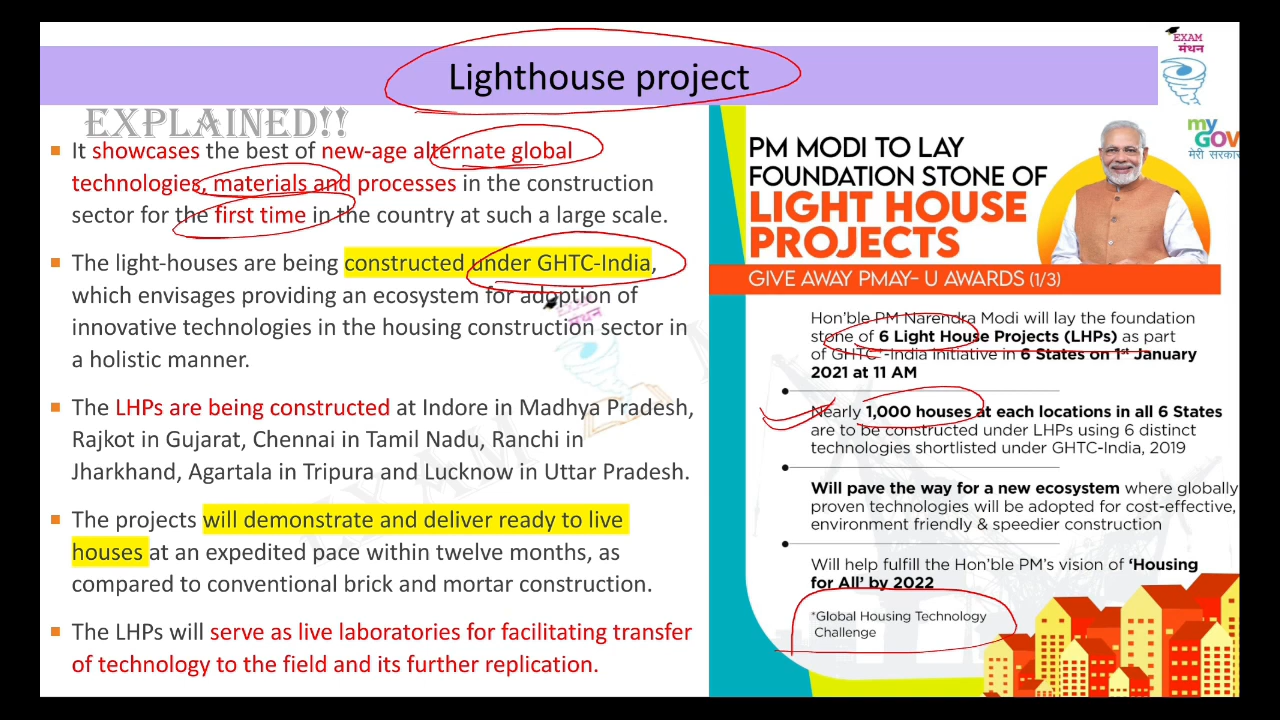 Lighthouse project
EXAM
मंथन
EXPLAINED!!
It showcases the best of new-age alternate global
technologies, materials and processes in the construction
sector for the first time in the country at such a large scale.
The light-houses are being constructed under GHTC-India,
which envisages providing an ecosystem for adoption of
innovative technologies in the housing construction sector in
a holistic manner.
The LHPs are being constructed at Indore in Madhya Pradesh,
Rajkot in Gujarat, Chennai in Tamil Nadu, Ranchi in
Jharkhand, Agartala in Tripura and Lucknow in Uttar Pradesh.
The projects will demonstrate and deliver ready to live
houses at an expedited pace within twelve months, as
compared to conventional brick and mortar construction.
The LHPs will serve as live laboratories for facilitating transfer
of technology to the field and its further replication.
EXAM
मंथन
my
GOV
मेरी सरकार
PM MODI TO LAY
FOUNDATION STONE OF
LIGHT HOUSE
PROJECTS
GIVE AWAY PMAY- U AWARDS (1/3)
Hon'ble PM Narendra Modi will lay the foundation
stone of 6 Light House Projects (LHPs) as part
of GHTC*-India Initiative in 6 States on 1st January
2021 at 11 AM
Nearly 1,000 houses at each locations in all 6 States
are to be constructed under LHPs using 6 distinct
technologies shortlisted under GHTC-India, 2019
Will pave the way for a new ecosystem where globally
proven technologies will be adopted for cost-effective,
environment friendly & speedier construction
Will help fulfill the Hon'ble PM's vision of 'Housing
for All' by 2022
*Global Housing Technology
Challenge